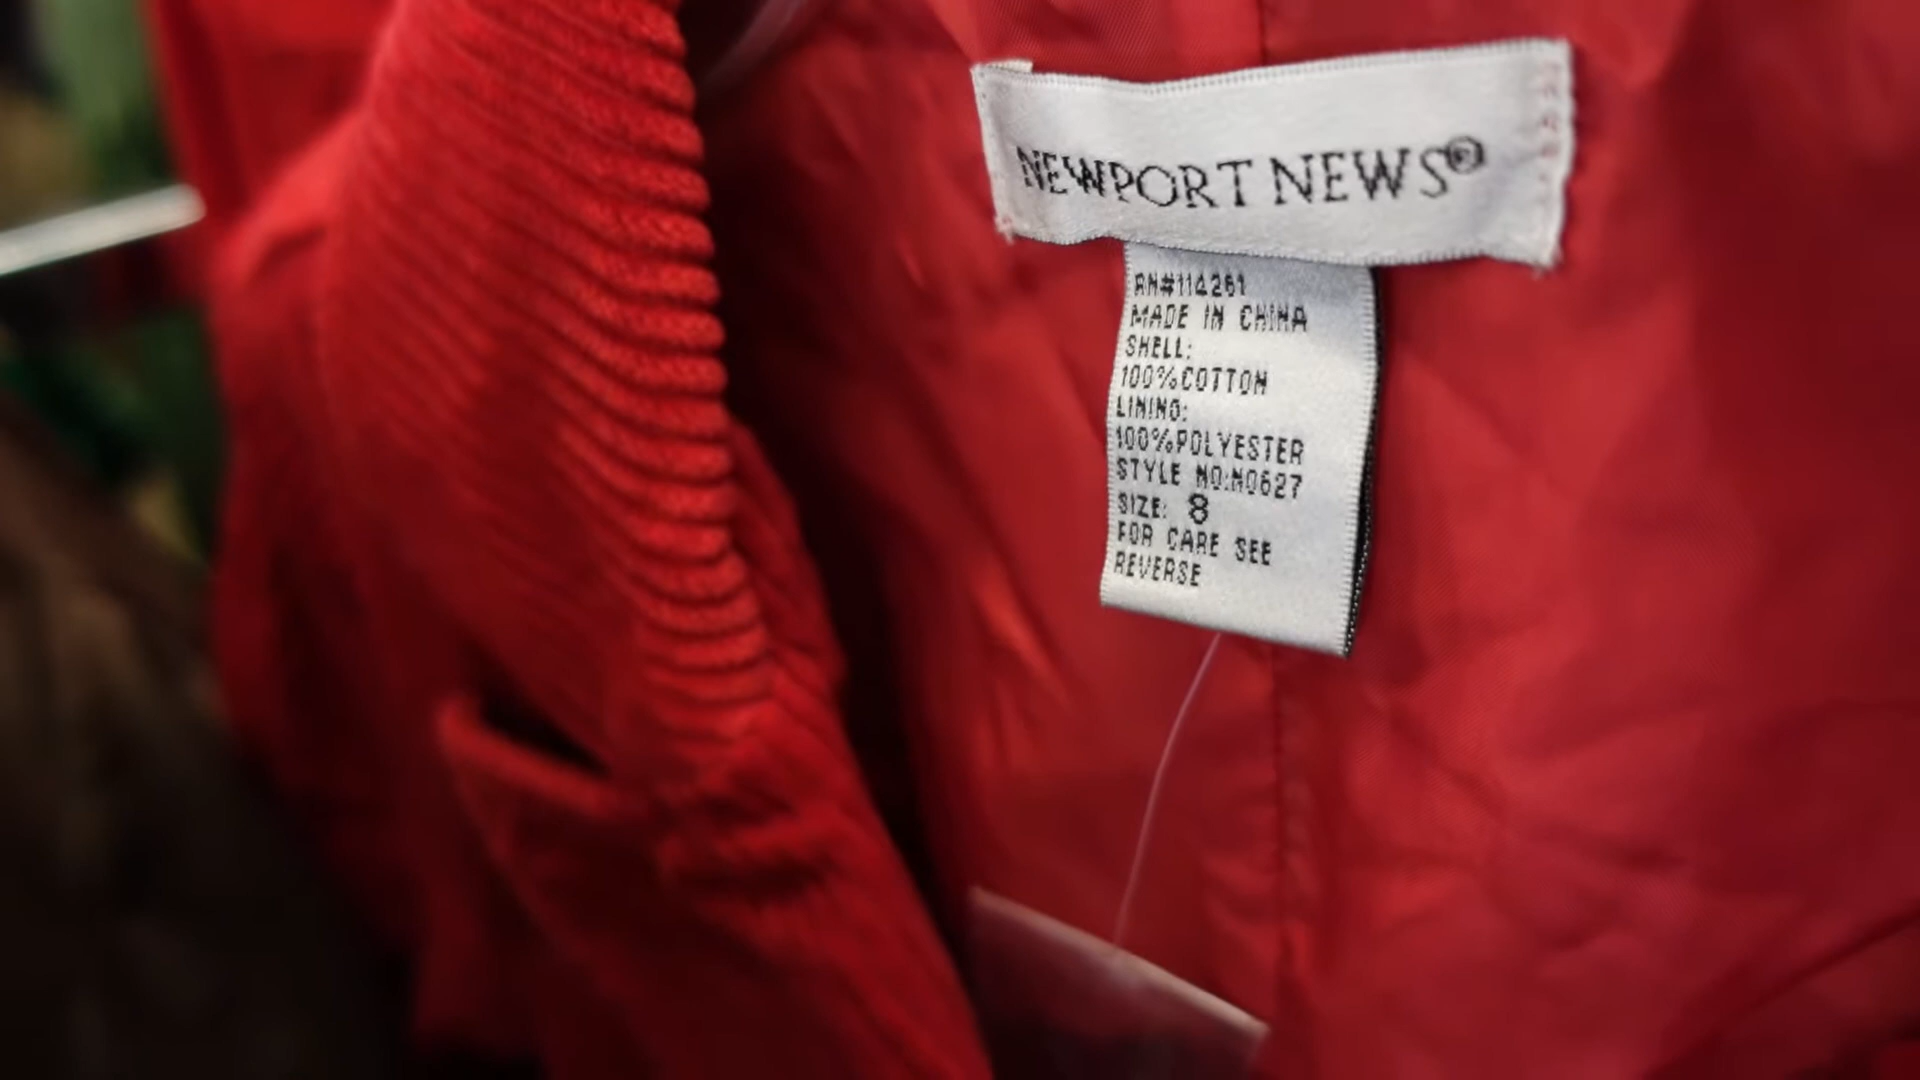 NEWPORT NEWS®
RN#114261
MADE IN CHINA
SHELL:
100%COTTON
LINING:
100%POLYESTER
STYLE NO:N0627
SIZE: 8
FOR CARE SEE
REVERSE